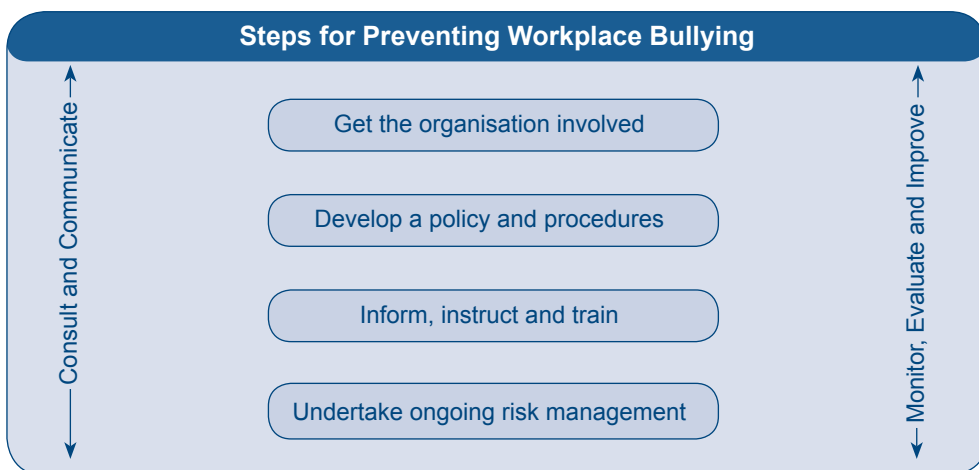 Steps for Preventing Workplace Bullying
Consult and Communicate
Get the organisation involved
Develop a policy and procedures
Inform, instruct and train
Undertake ongoing risk management
Monitor, Evaluate and Improve